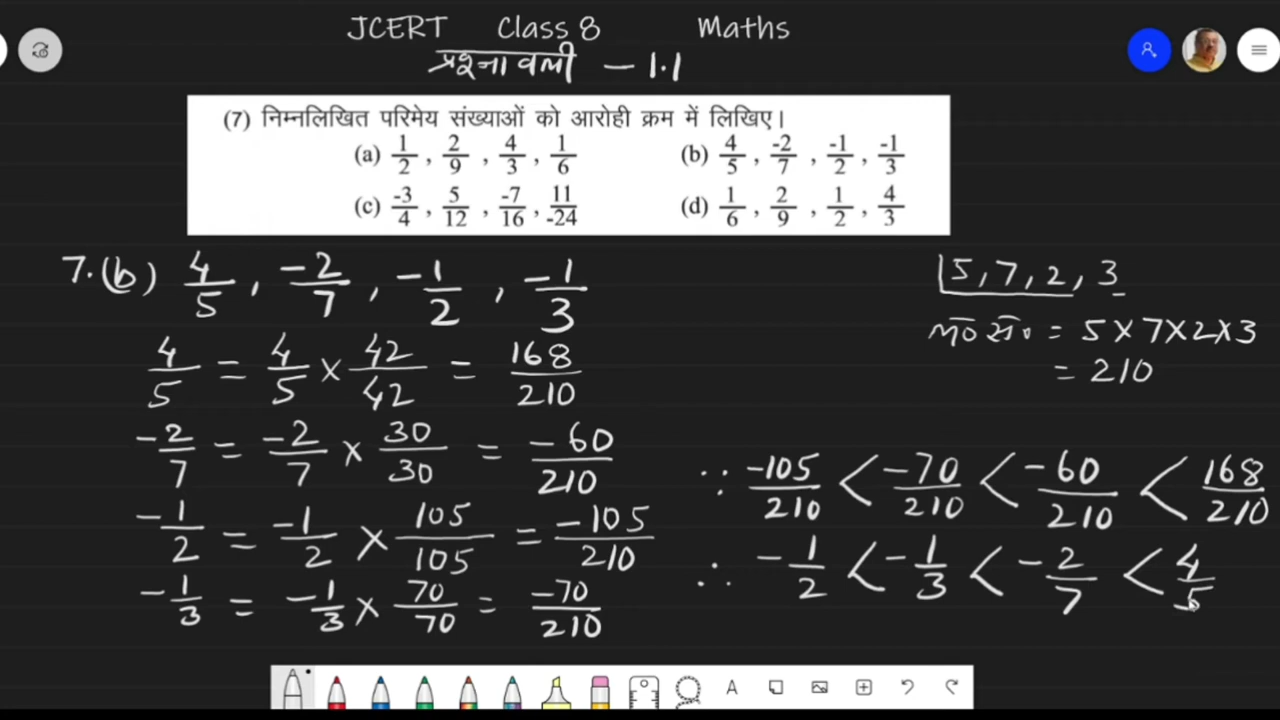 JCERT Class 8 Maths
प्रश्नावली – 1.1
(7) निम्नलिखित परिमेय संख्याओं को आरोही क्रम में लिखिए।
(a) 1/2 , 2/9 , 4/3 , 1/6 (b) 4/5 , -2/7 , -1/2 , -1/3
(c) -3/4 , 5/12 , -7/16 , 11/-24 (d) 1/6 , 2/9 , 1/2 , 4/3
7.(b) 4/5 , -2/7 , -1/2 , -1/3
4/5 = 4/5 × 42/42 = 168/210
-2/7 = -2/7 × 30/30 = -60/210
-1/2 = -1/2 × 105/105 = -105/210
-1/3 = -1/3 × 70/70 = -70/210
5, 7, 2, 3
ल० स० = 5×7×2×3
= 210
∵ -105/210 < -70/210 < -60/210 < 168/210
∴ -1/2 < -1/3 < -2/7 < 4/5
A